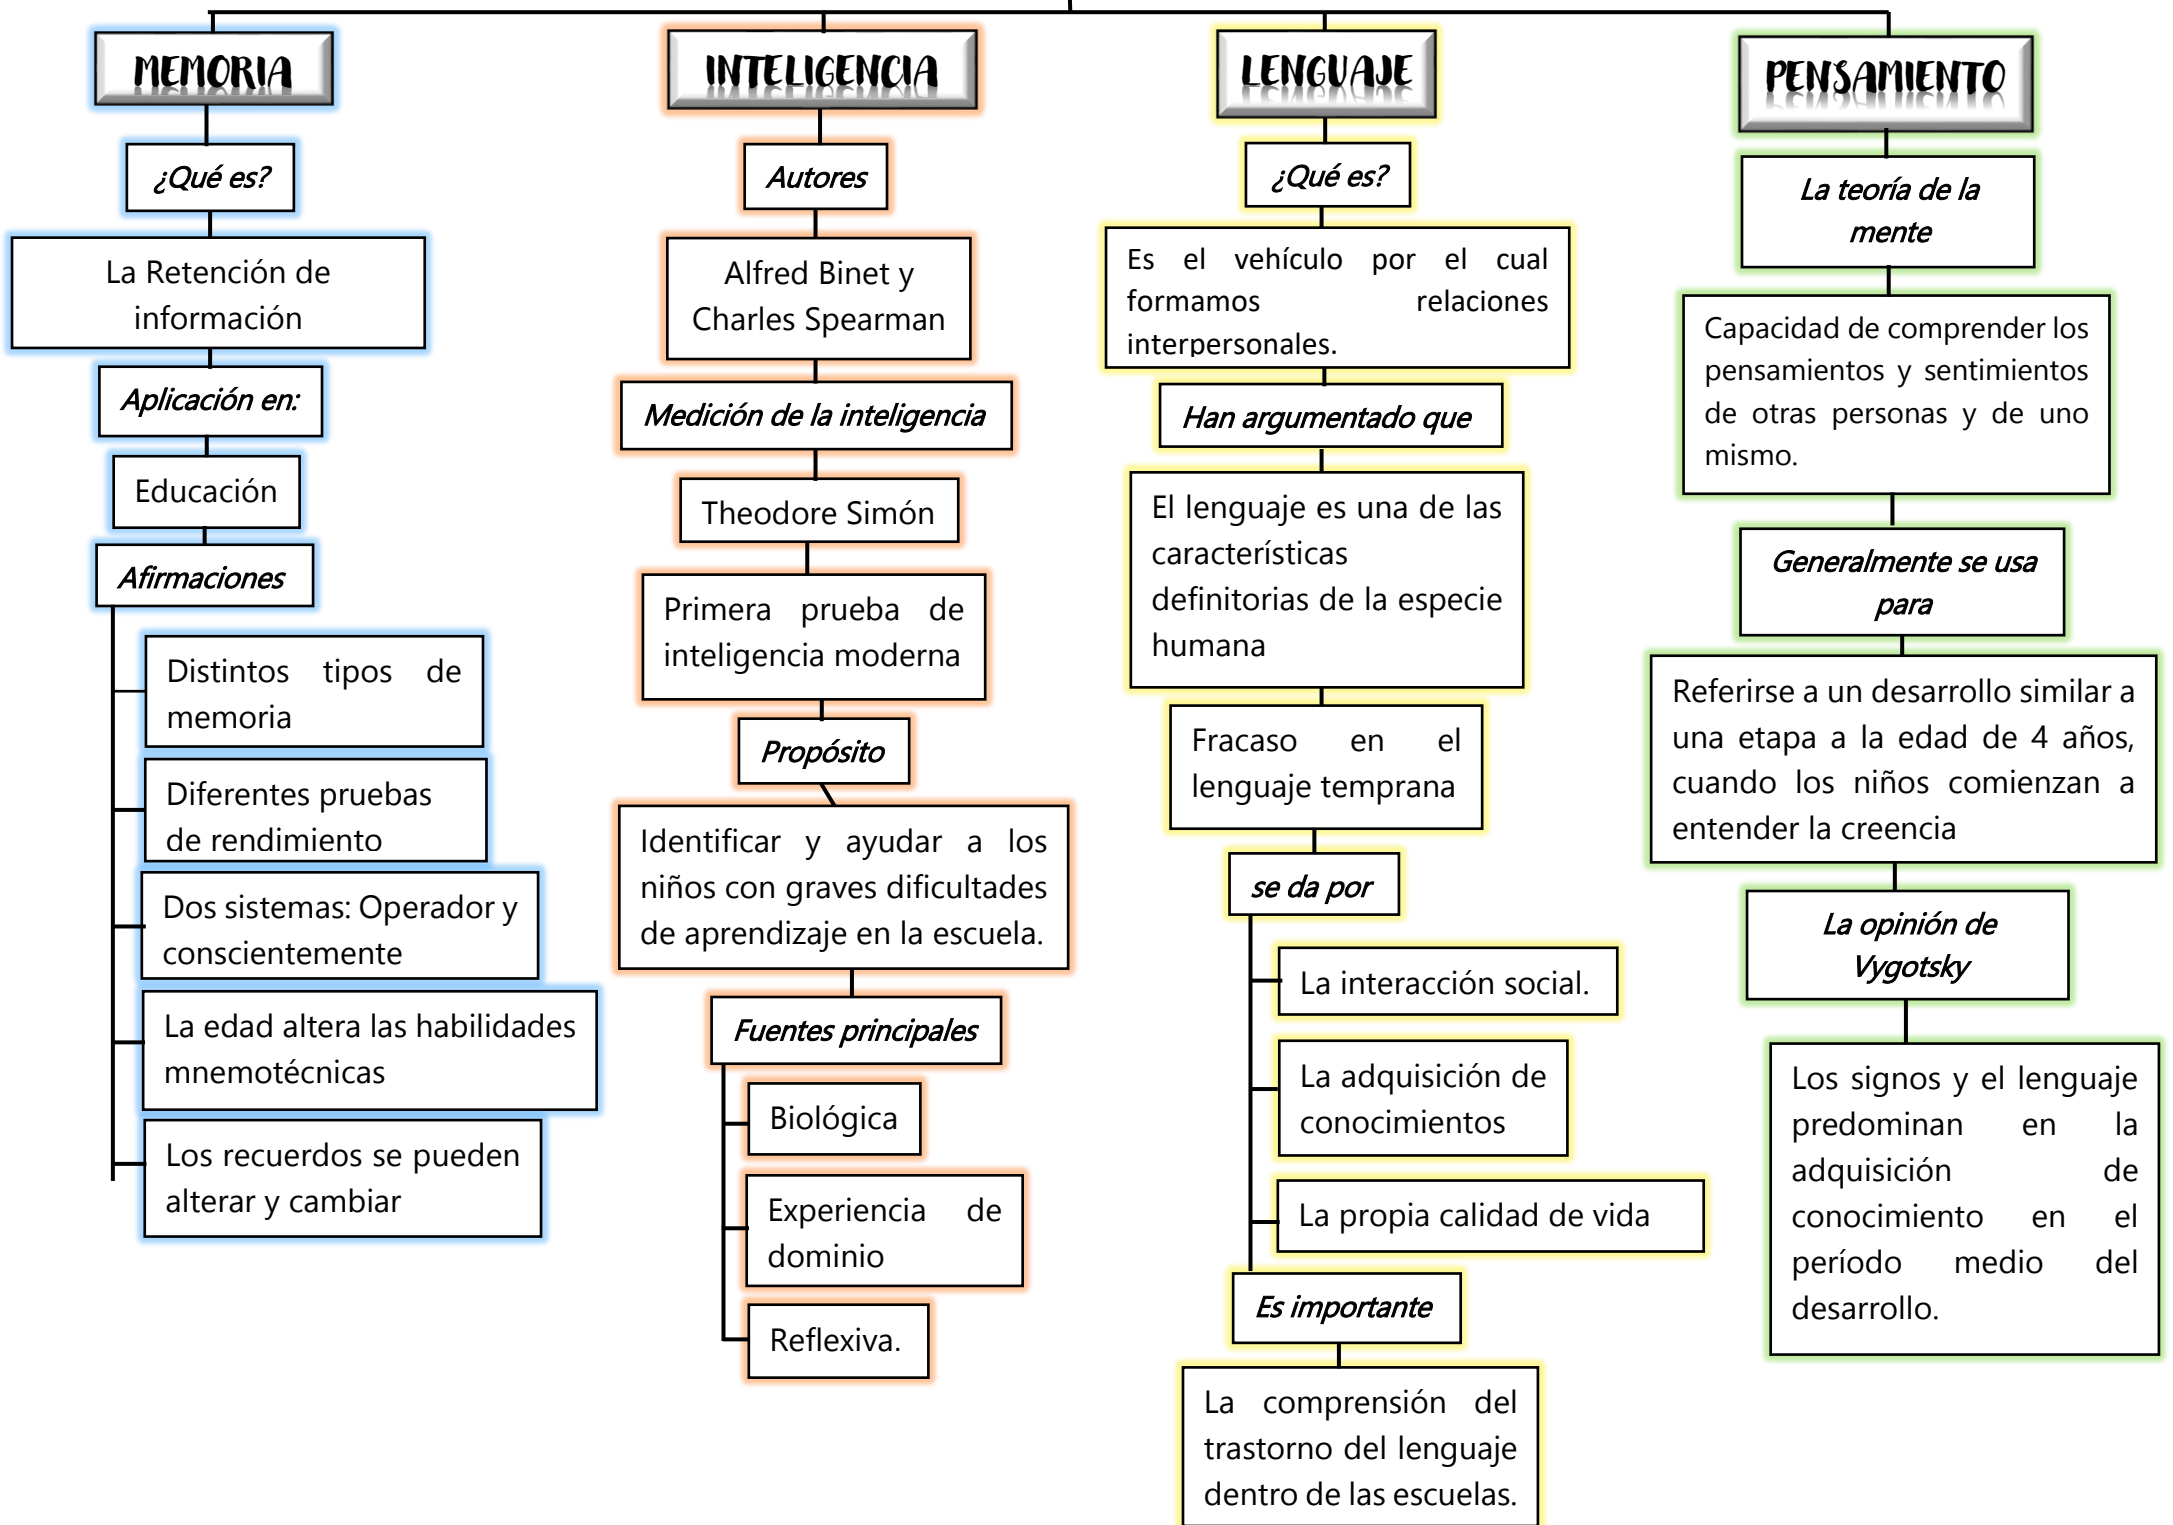 MEMORIA
¿Qué es?
La Retención de
información
Aplicación en:
Educación
Afirmaciones
Distintos tipos de
memoria
Diferentes pruebas
de rendimiento
Dos sistemas: Operador y
conscientemente
La edad altera las habilidades
mnemotécnicas
Los recuerdos se pueden
alterar y cambiar
INTELIGENCIA
Autores
Alfred Binet y
Charles Spearman
Medición de la inteligencia
Theodore Simón
Primera prueba de
inteligencia moderna
Propósito
Identificar y ayudar a los
niños con graves dificultades
de aprendizaje en la escuela.
Fuentes principales
Biológica
Experiencia de
dominio
Reflexiva.
LENGUAJE
¿Qué es?
Es el vehículo por el cual
formamos relaciones
interpersonales.
Han argumentado que
El lenguaje es una de las
características
definitorias de la especie
humana
Fracaso en el
lenguaje temprana
se da por
La interacción social.
La adquisición de
conocimientos
La propia calidad de vida
Es importante
La comprensión del
trastorno del lenguaje
dentro de las escuelas.
PENSAMIENTO
La teoría de la
mente
Capacidad de comprender los
pensamientos y sentimientos
de otras personas y de uno
mismo.
Generalmente se usa
para
Referirse a un desarrollo similar a
una etapa a la edad de 4 años,
cuando los niños comienzan a
entender la creencia
La opinión de
Vygotsky
Los signos y el lenguaje
predominan en la
adquisición de
conocimiento en el
período medio del
desarrollo.